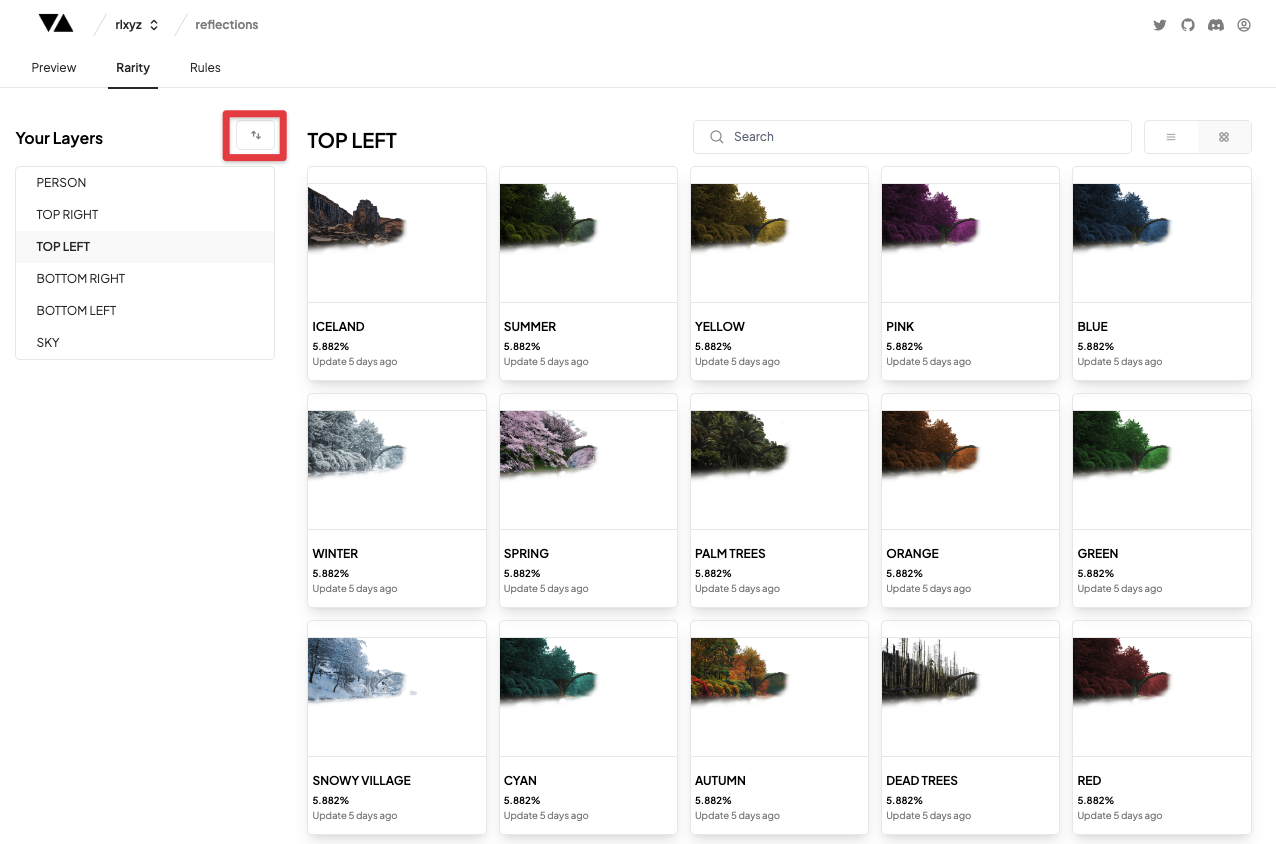 rlxyz
reflections
Preview
Rarity
Rules
Your Layers
PERSON
TOP RIGHT
TOP LEFT
BOTTOM RIGHT
BOTTOM LEFT
SKY
TOP LEFT
Search
ICELAND
5.882%
Update 5 days ago
SUMMER
5.882%
Update 5 days ago
YELLOW
5.882%
Update 5 days ago
PINK
5.882%
Update 5 days ago
BLUE
5.882%
Update 5 days ago
WINTER
5.882%
Update 5 days ago
SPRING
5.882%
Update 5 days ago
PALM TREES
5.882%
Update 5 days ago
ORANGE
5.882%
Update 5 days ago
GREEN
5.882%
Update 5 days ago
SNOWY VILLAGE
5.882%
Update 5 days ago
CYAN
5.882%
Update 5 days ago
AUTUMN
5.882%
Update 5 days ago
DEAD TREES
5.882%
Update 5 days ago
RED
5.882%
Update 5 days ago